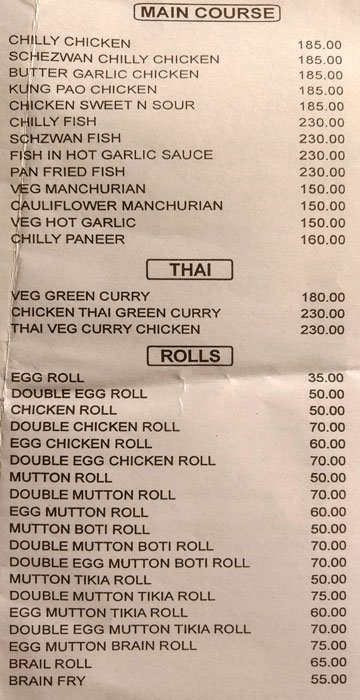 MAIN COURSE
CHILLY CHICKEN 185.00
SCHEZWAN CHILLY CHICKEN 185.00
BUTTER GARLIC CHICKEN 185.00
KUNG PAO CHICKEN 185.00
CHICKEN SWEET N SOUR 185.00
CHILLY FISH 230.00
SCHZWAN FISH 230.00
FISH IN HOT GARLIC SAUCE 230.00
PAN FRIED FISH 230.00
VEG MANCHURIAN 150.00
CAULIFLOWER MANCHURIAN 150.00
VEG HOT GARLIC 150.00
CHILLY PANEER 160.00
THAI
VEG GREEN CURRY 180.00
CHICKEN THAI GREEN CURRY 230.00
THAI VEG CURRY CHICKEN 230.00
ROLLS
EGG ROLL 35.00
DOUBLE EGG ROLL 50.00
CHICKEN ROLL 50.00
DOUBLE CHICKEN ROLL 70.00
EGG CHICKEN ROLL 60.00
DOUBLE EGG CHICKEN ROLL 70.00
MUTTON ROLL 50.00
DOUBLE MUTTON ROLL 70.00
EGG MUTTON ROLL 60.00
MUTTON BOTI ROLL 50.00
DOUBLE MUTTON BOTI ROLL 70.00
DOUBLE EGG MUTTON BOTI ROLL 70.00
MUTTON TIKIA ROLL 50.00
DOUBLE MUTTON TIKIA ROLL 75.00
EGG MUTTON TIKIA ROLL 60.00
DOUBLE EGG MUTTON TIKIA ROLL 70.00
EGG MUTTON BRAIN ROLL 75.00
BRAIL ROLL 65.00
BRAIN FRY 55.00